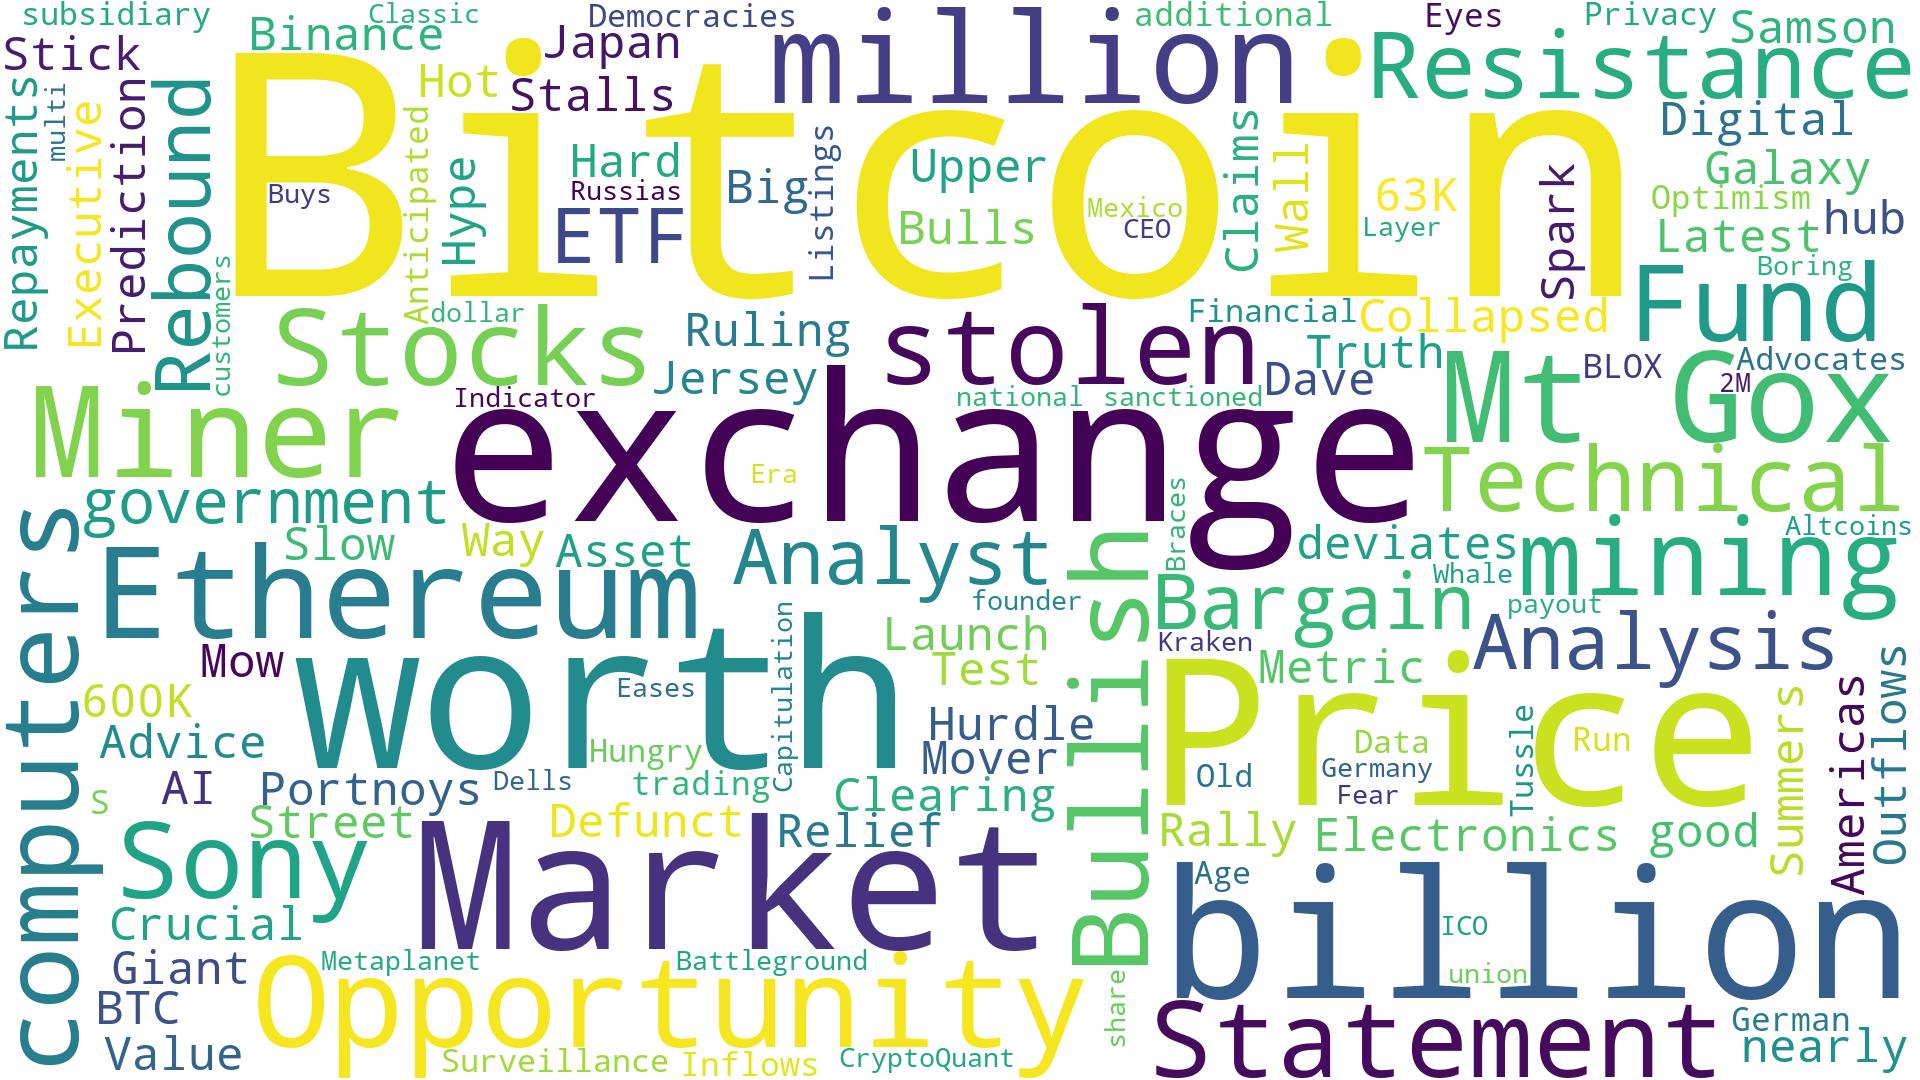 subsidiary
Classic
Democracies
additional
Eyes
Privacy
Samson
Stick
Binance
Japan
million
Resistance
Hot
Stalls
Bitcoin
Repayments
multi
Executive
Prediction
Rebound
customers
Anticipated
Hype
Hard
Russias
ETF
Big
Listings
Upper
Bulls
Mexico
CEO
Claims
Wall
63K
Layer
Spark
Digital
Galaxy
Optimism
hub
Latest
Boring
Buys
dollar
Stocks
Ruling
stolen
Financial
Collapsed
Fund
Jersey
Truth
Dave
BLOX
Advocates
2M
Mt Gox
Miner
Indicator
national
sanctioned
exchange
Era
Technical
government
Slow
Way
Asset
Analyst
Braces
deviates
Altcoins
mining
computers
Ethereum
founder
Whale
Bargain
payout
Mow
worth
Launch
Kraken
Analysis
600K
Eases
Capitulation
Test
Bullish
Metric
Price
Advice
Hungry
Hurdle
Mover
Data
Run
Tussle
Summers
Americas
Outflows
S
AI
Portnoys
Dells
trading
Clearing
Old
Germany
Fear
Sony
Street
Market
Defunct
Relief
Rally
Electronics
good
Crucial
Age
billion
ICO
union
Giant
Metaplanet
Battleground
Opportunity
share
BTC
Value
Surveillance
Inflows
CryptoQuant
Statement
German
nearly